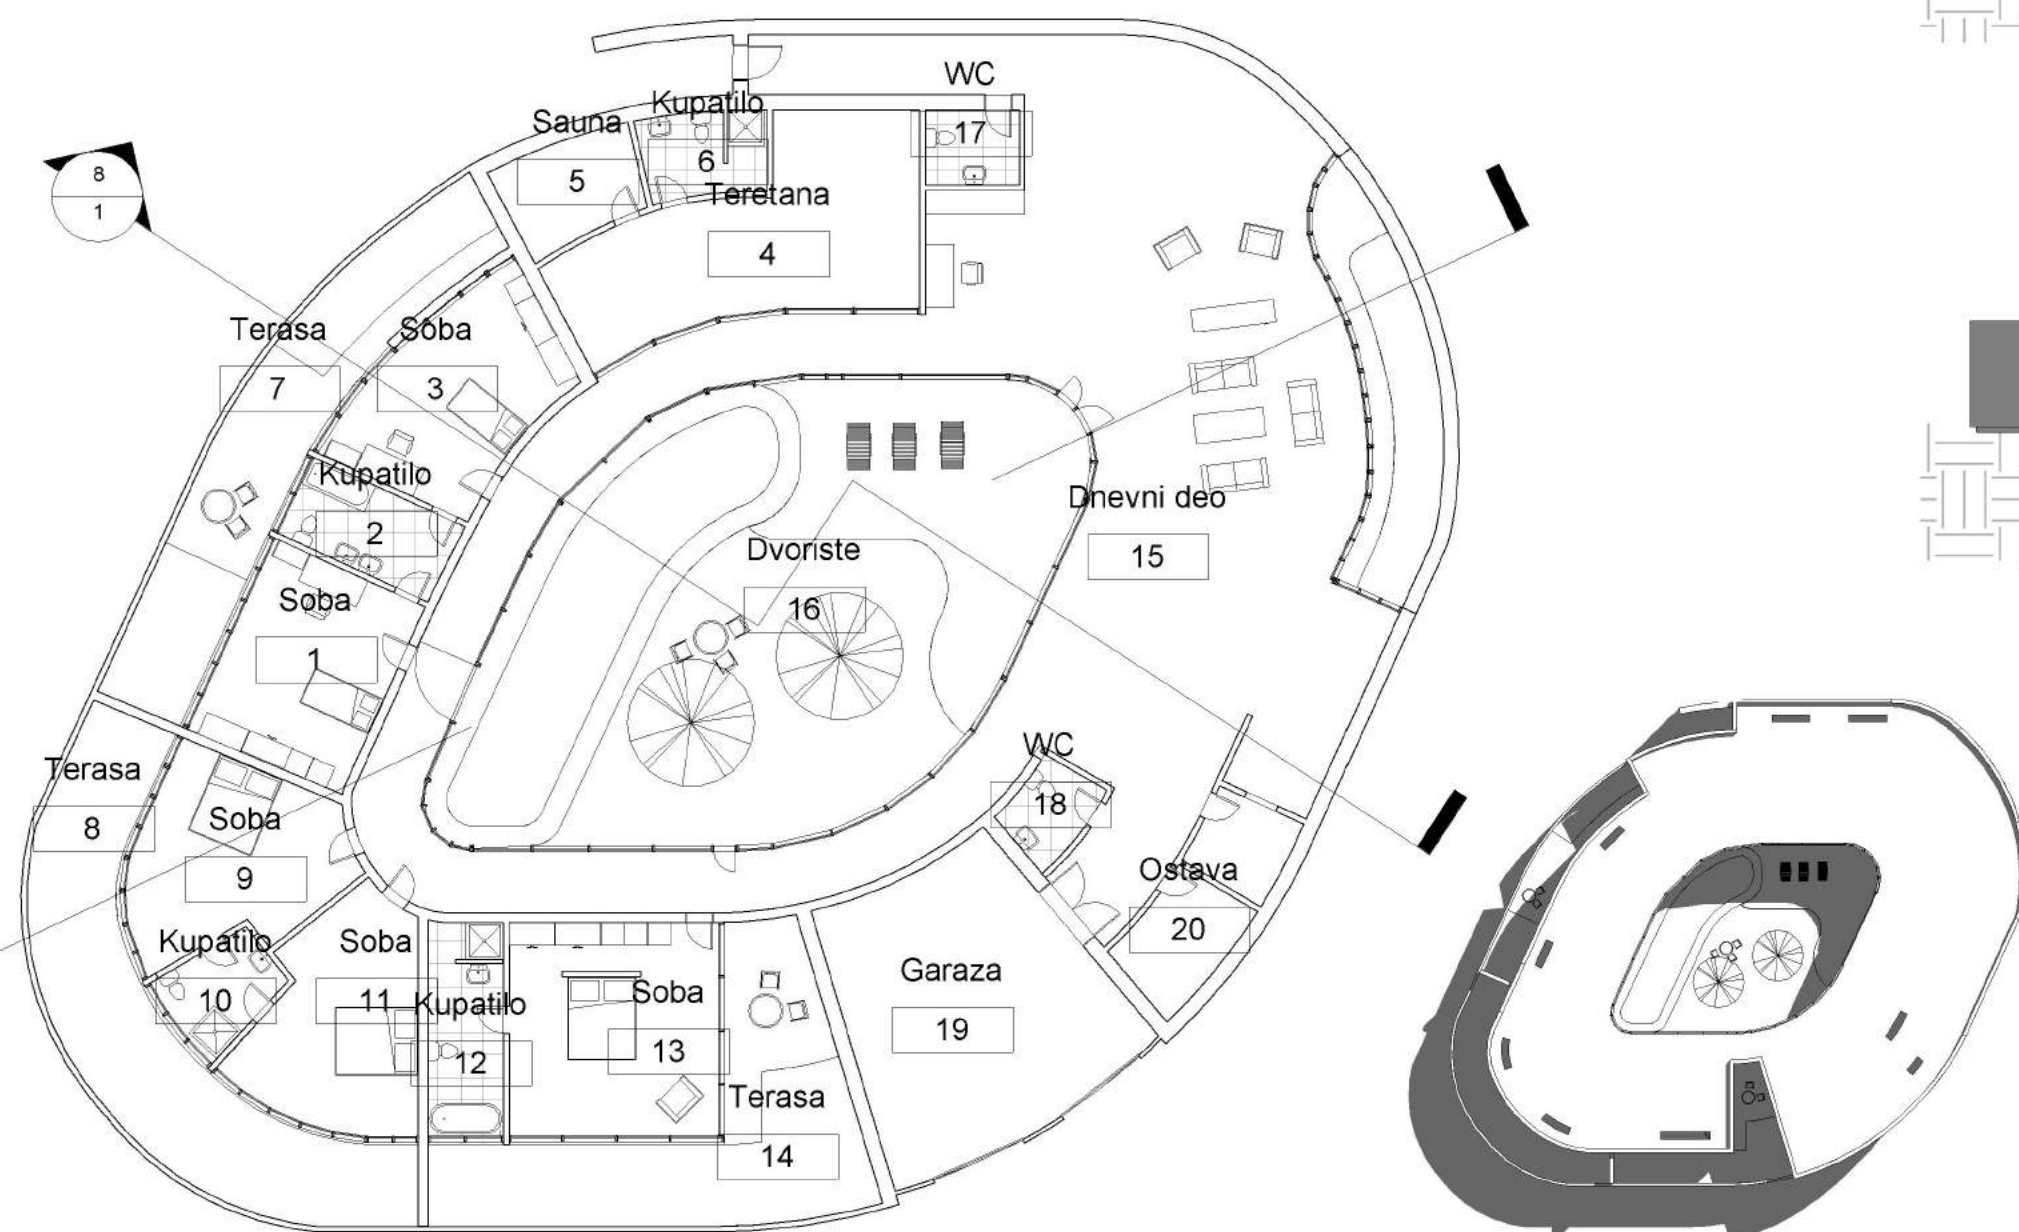 WC
17
Kupatilo
6
Sauna
5
8
1
Teretana
4
Terasa
7
Soba
3
Kupatilo
2
Dnevni deo
15
Dvoriste
16
Soba
1
WC
18
Terasa
8
Soba
9
Ostava
20
Kupatilo
10
Soba
11
Kupatilo
12
Soba
13
Garaza
19
Terasa
14